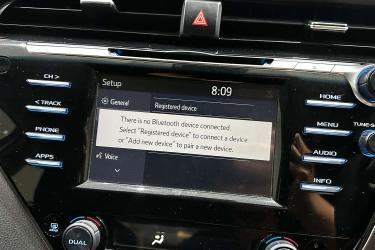 Setup 8:09
General Registered device
There is no Bluetooth device connected.
Select "Registered device" to connect a device
or "Add new device" to pair a new device.
Voice
CH >
< TRACK
PHONE
APPS
HOME
MENU
AUDIO
INFO
TUNE
DUAL